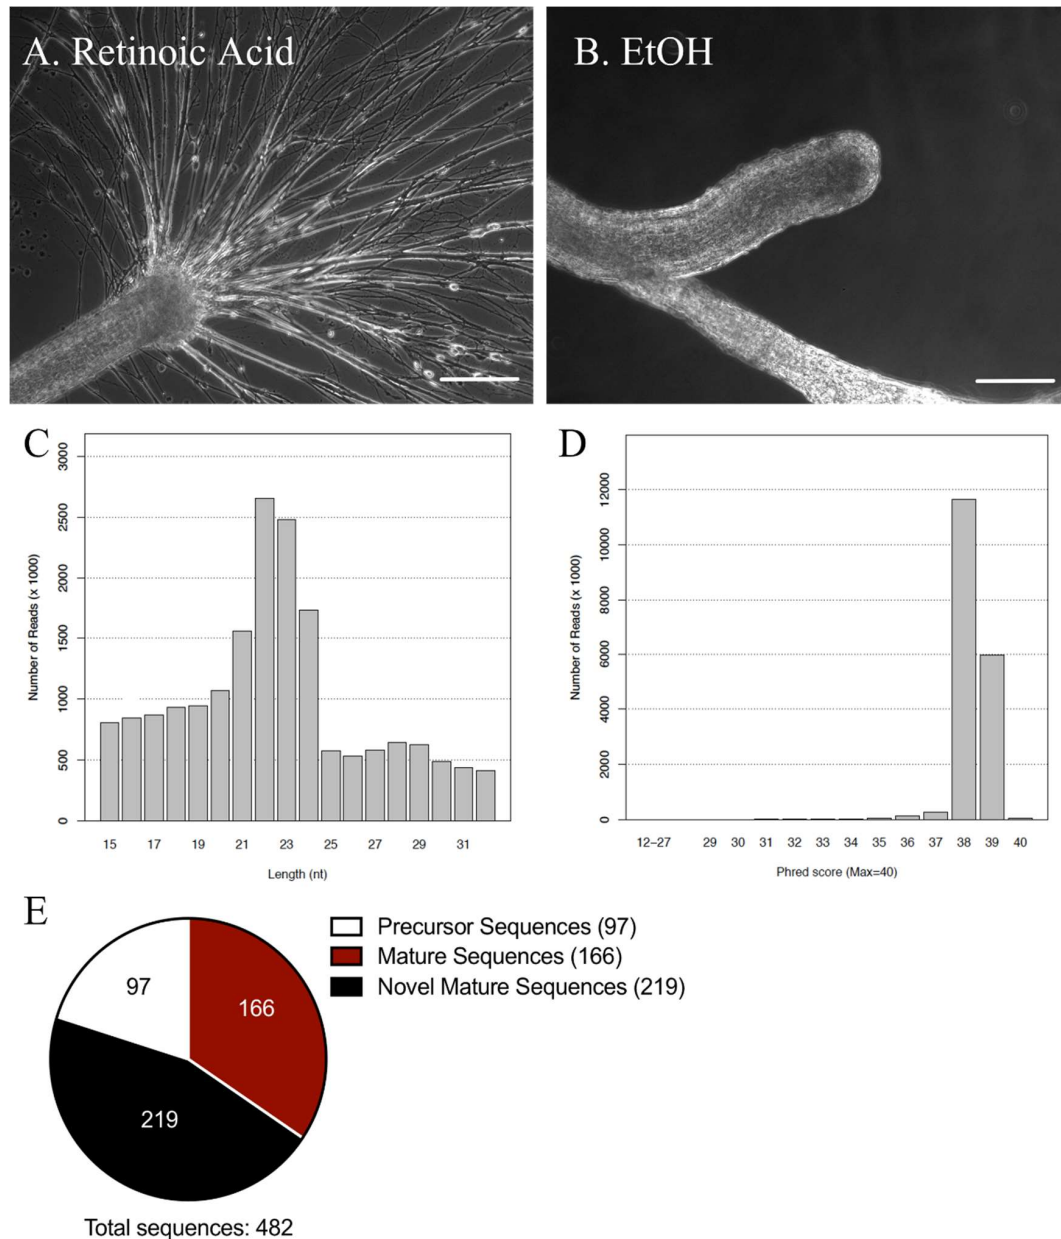 A. Retinoic Acid
B. EtOH
C
Number of Reads (x 1000)
3000
2500
2000
1500
1000
500
0
15 17 19 21 23 25 27 29 31
Length (nt)
D
Number of Reads (x 1000)
12000
10000
8000
6000
4000
2000
0
12–27 29 30 31 32 33 34 35 36 37 38 39 40
Phred score (Max=40)
E
97
166
219
Precursor Sequences (97)
Mature Sequences (166)
Novel Mature Sequences (219)
Total sequences: 482